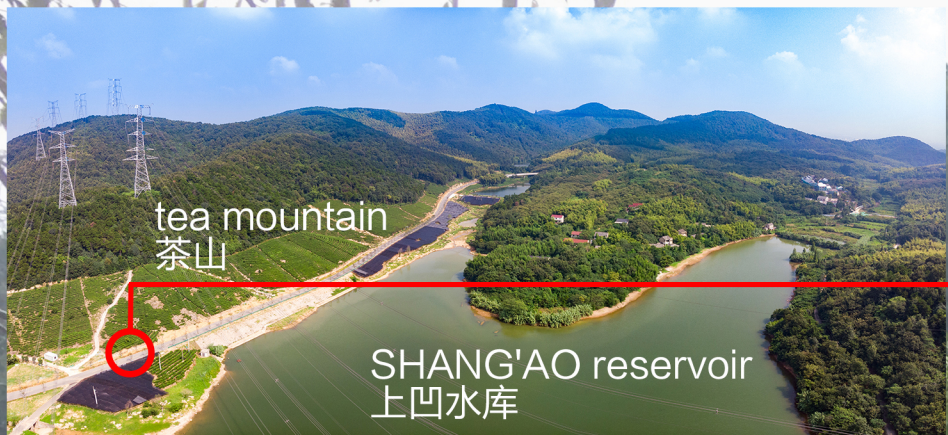 tea mountain
茶山
SHANG'AO reservoir
上凹水库